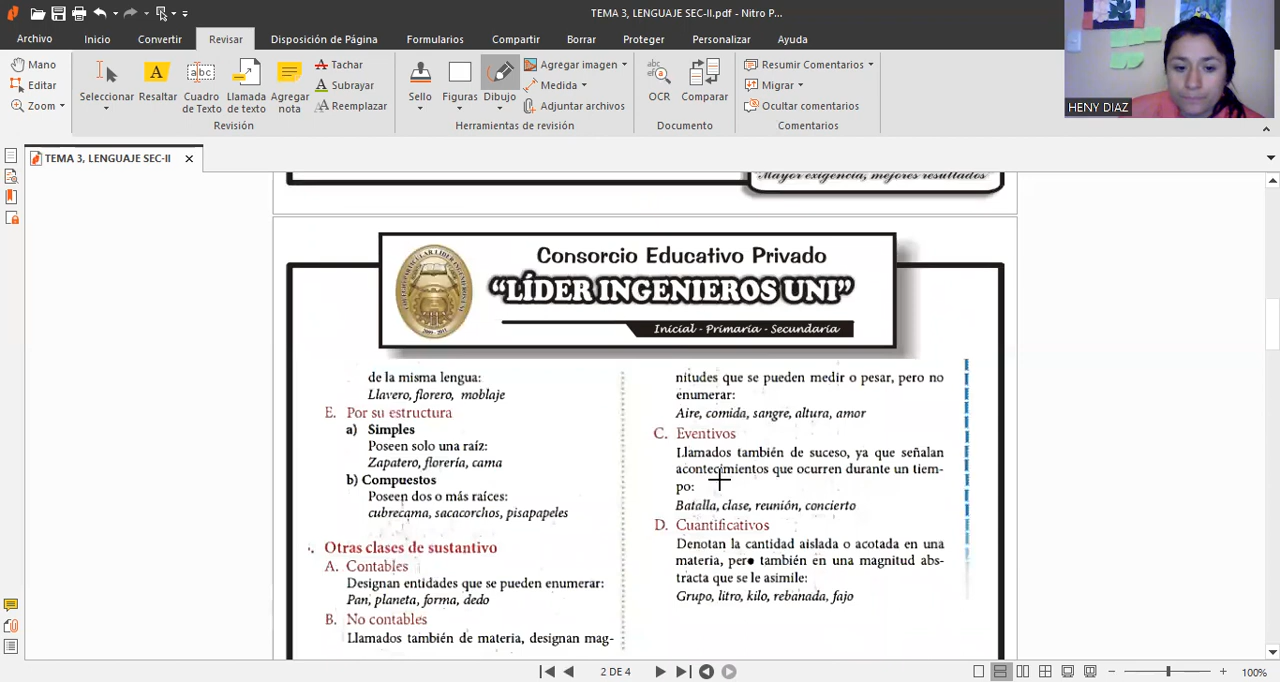 TEMA 3, LENGUAJE SEC-II.pdf - Nitro P...
Archivo Inicio Convertir Revisar Disposición de Página Formularios Compartir Borrar Proteger Personalizar Ayuda
Mano
Editar
Zoom
Seleccionar
Resaltar
Cuadro de Texto
Llamada de texto
Agregar nota
Tachar
Subrayar
Reemplazar
Revisión
Sello
Figuras
Dibujo
Agregar imagen
Medida
Adjuntar archivos
Herramientas de revisión
OCR
Comparar
Documento
Resumir Comentarios
Migrar
Ocultar comentarios
Comentarios
HENY DIAZ
TEMA 3, LENGUAJE SEC-II
Mayor exigencia, mejores resultados
Consorcio Educativo Privado
“LÍDER INGENIEROS UNI”
Inicial - Primaria - Secundaria
de la misma lengua:
Llavero, florero, moblaje
E. Por su estructura
a) Simples
Poseen solo una raíz:
Zapatero, florería, cama
b) Compuestos
Poseen dos o más raíces:
cubrecama, sacacorchos, pisapapeles
Otras clases de sustantivo
A. Contables
Designan entidades que se pueden enumerar:
Pan, planeta, forma, dedo
B. No contables
Llamados también de materia, designan mag-
nitudes que se pueden medir o pesar, pero no
enumerar:
Aire, comida, sangre, altura, amor
C. Eventivos
Llamados también de suceso, ya que señalan
acontecimientos que ocurren durante un tiem-
po:
Batalla, clase, reunión, concierto
D. Cuantificativos
Denotan la cantidad aislada o acotada en una
materia, pero también en una magnitud abs-
tracta que se le asimile:
Grupo, litro, kilo, rebanada, fajo
2 DE 4
100%